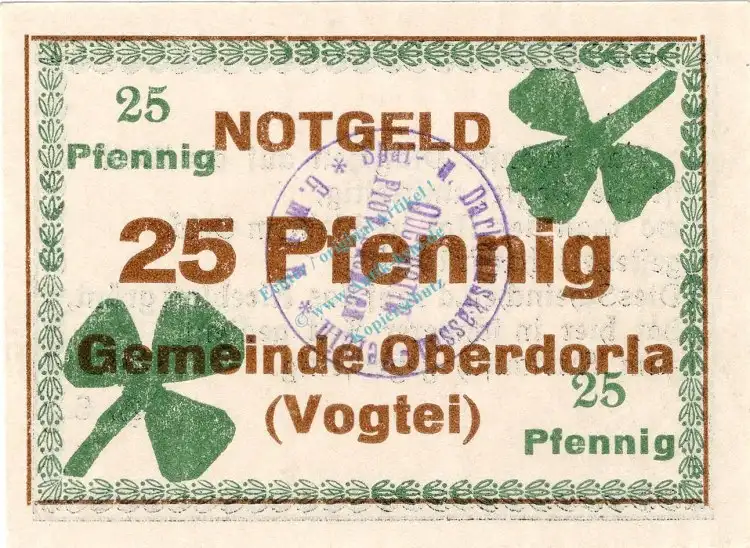 25
Pfennig
NOTGELD
25 Pfennig
Gemeinde Oberdorla
(Vogtei)
25
Pfennig